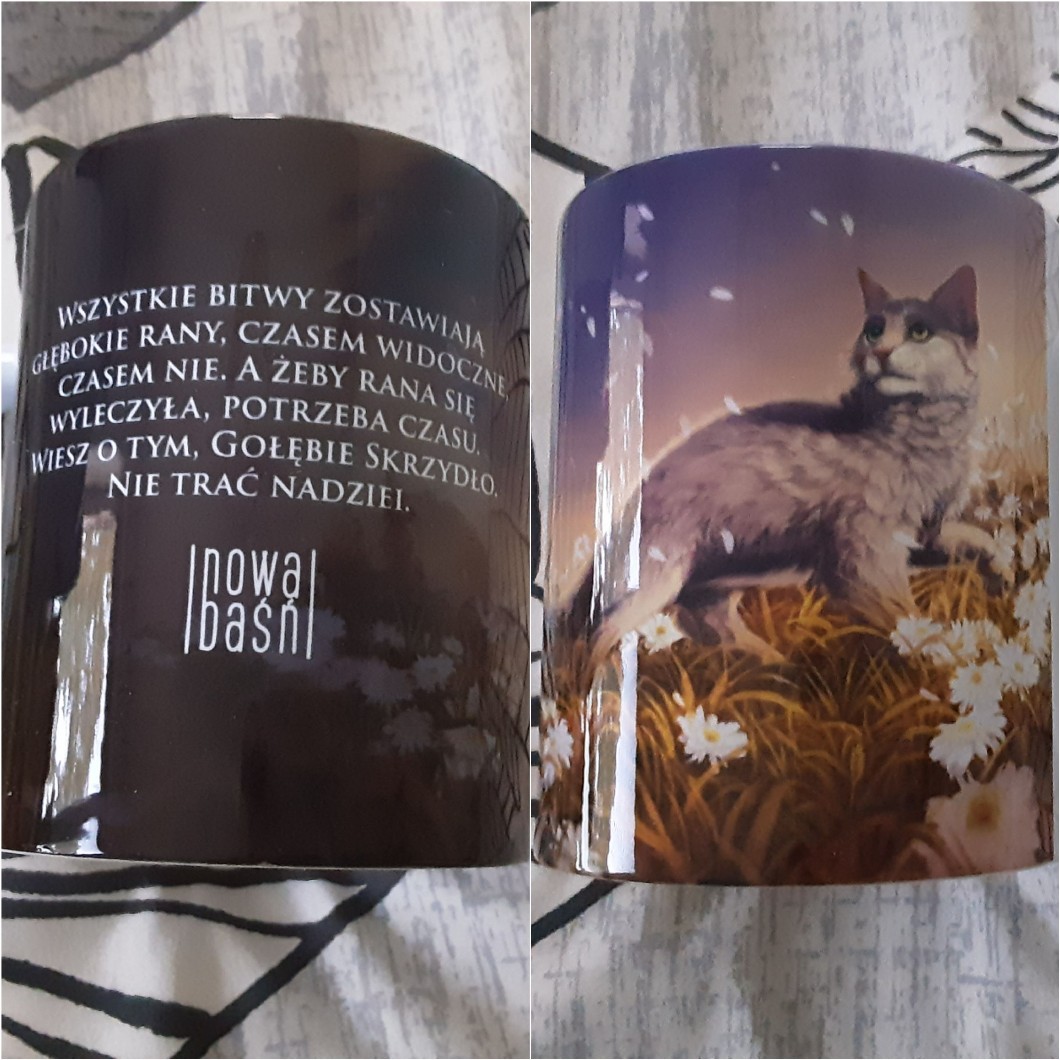 Wszystkie bitwy zostawiają
głębokie rany, czasem widoczne,
czasem nie. A żeby rana się
wyleczyła, potrzeba czasu.
Wiesz o tym, Gołębie Skrzydło.
Nie trać nadziei.
nowa
baśń